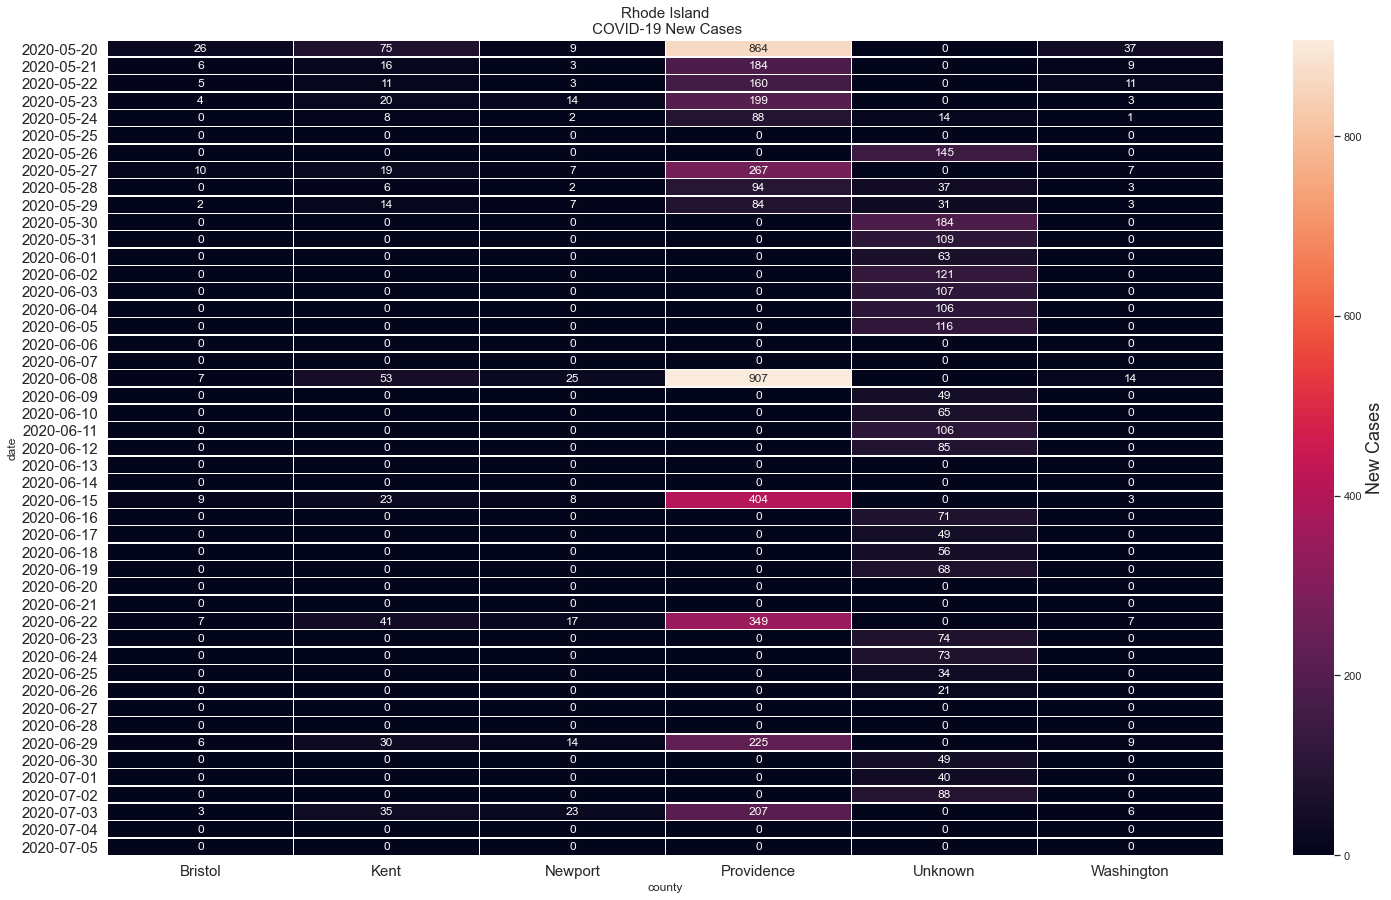 Rhode Island
COVID-19 New Cases
2020-05-20 26 75 9 864 0 37
2020-05-21 6 16 3 184 0 9
2020-05-22 5 11 3 160 0 11
2020-05-23 4 20 14 199 0 3
2020-05-24 0 8 2 88 14 1
2020-05-25 0 0 0 0 0 0
2020-05-26 0 0 0 0 145 0
2020-05-27 10 19 7 267 0 7
2020-05-28 0 6 2 94 37 3
2020-05-29 2 14 7 84 31 3
2020-05-30 0 0 0 0 184 0
2020-05-31 0 0 0 0 109 0
2020-06-01 0 0 0 0 63 0
2020-06-02 0 0 0 0 121 0
2020-06-03 0 0 0 0 107 0
2020-06-04 0 0 0 0 106 0
2020-06-05 0 0 0 0 116 0
2020-06-06 0 0 0 0 0 0
2020-06-07 0 0 0 0 0 0
2020-06-08 7 53 25 907 0 14
2020-06-09 0 0 0 0 49 0
2020-06-10 0 0 0 0 65 0
2020-06-11 0 0 0 0 106 0
2020-06-12 0 0 0 0 85 0
2020-06-13 0 0 0 0 0 0
2020-06-14 0 0 0 0 0 0
2020-06-15 9 23 8 404 0 3
2020-06-16 0 0 0 0 71 0
2020-06-17 0 0 0 0 49 0
2020-06-18 0 0 0 0 56 0
2020-06-19 0 0 0 0 68 0
2020-06-20 0 0 0 0 0 0
2020-06-21 0 0 0 0 0 0
2020-06-22 7 41 17 349 0 7
2020-06-23 0 0 0 0 74 0
2020-06-24 0 0 0 0 73 0
2020-06-25 0 0 0 0 34 0
2020-06-26 0 0 0 0 21 0
2020-06-27 0 0 0 0 0 0
2020-06-28 0 0 0 0 0 0
2020-06-29 6 30 14 225 0 9
2020-06-30 0 0 0 0 49 0
2020-07-01 0 0 0 0 40 0
2020-07-02 0 0 0 0 88 0
2020-07-03 3 35 23 207 0 6
2020-07-04 0 0 0 0 0 0
2020-07-05 0 0 0 0 0 0
date
Bristol Kent Newport Providence Unknown Washington
county
800
600
400
200
0
New Cases